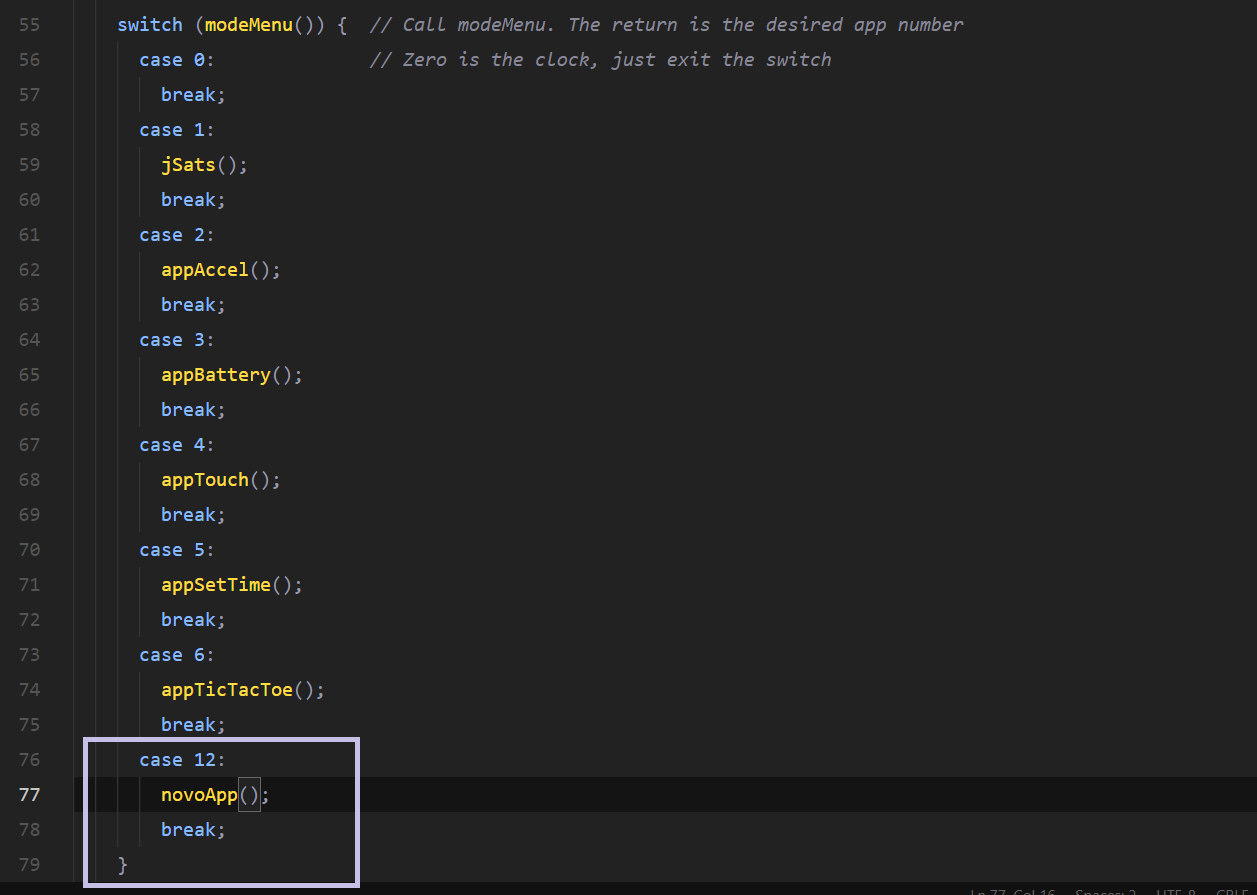 55 switch (modeMenu()) { // Call modeMenu. The return is the desired app number
56 case 0: // Zero is the clock, just exit the switch
57 break;
58 case 1:
59 jSats();
60 break;
61 case 2:
62 appAccel();
63 break;
64 case 3:
65 appBattery();
66 break;
67 case 4:
68 appTouch();
69 break;
70 case 5:
71 appSetTime();
72 break;
73 case 6:
74 appTicTacToe();
75 break;
76 case 12:
77 novoApp();
78 break;
79 }
Ln 77, Col 16 Spaces: 2 UTF-8 CRLF